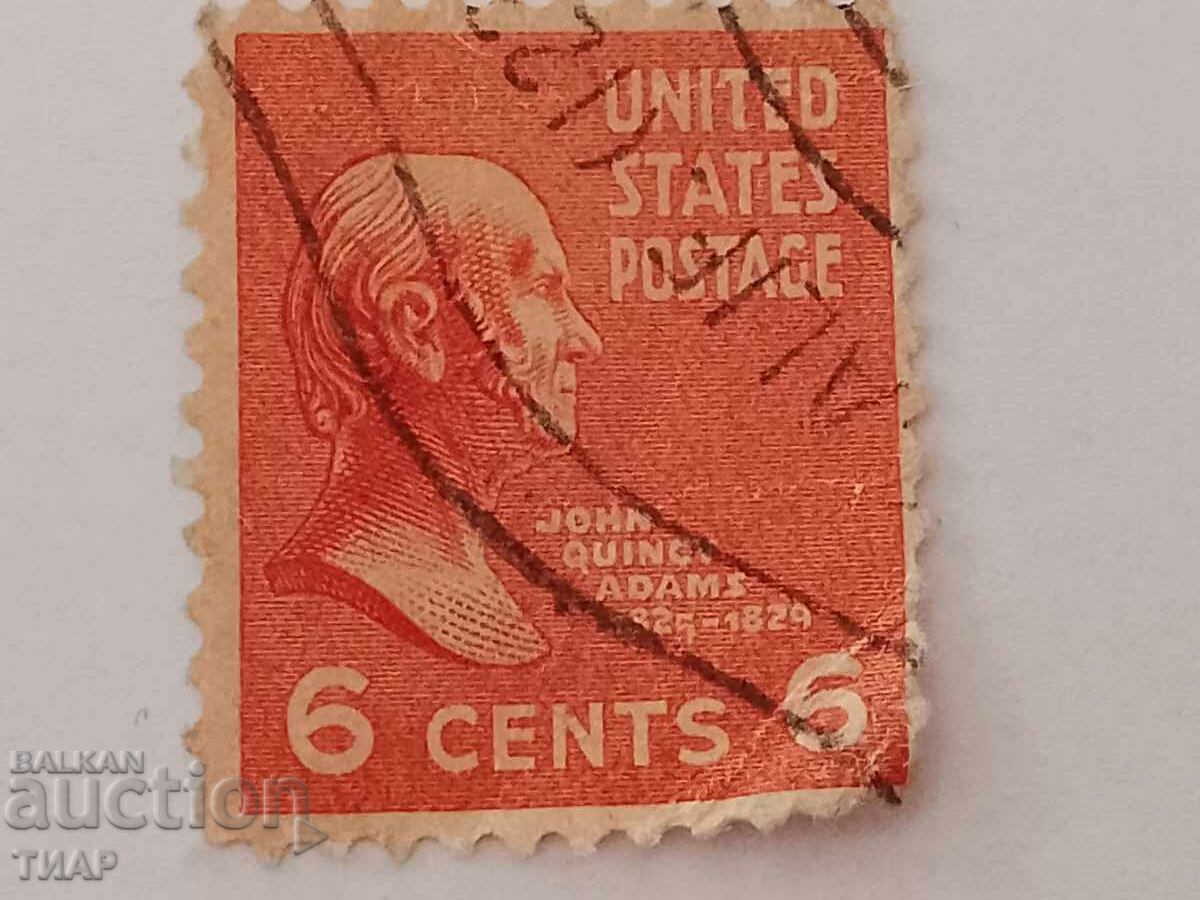 UNITED
STATES
POSTAGE
JOHN
QUINCY
ADAMS
1825-1829
6 CENTS 6
BALKAN
auction
ТИАР